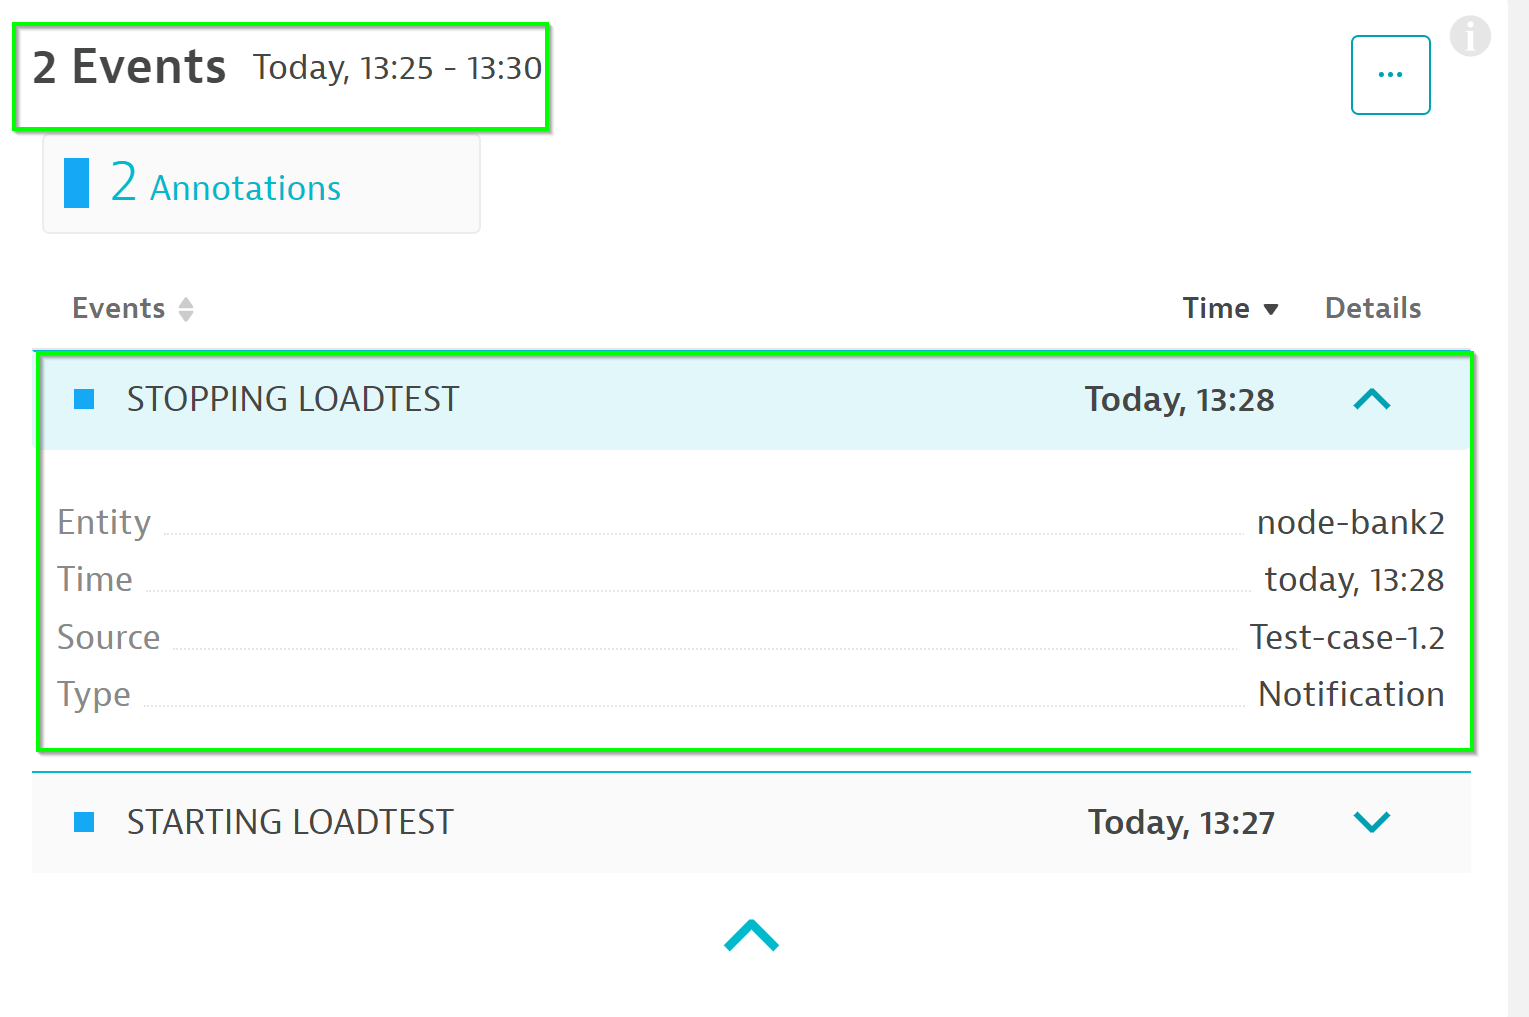 2 Events Today, 13:25 - 13:30
...
i
2 Annotations
Events Time Details
STOPPING LOADTEST Today, 13:28
Entity node-bank2
Time today, 13:28
Source Test-case-1.2
Type Notification
STARTING LOADTEST Today, 13:27